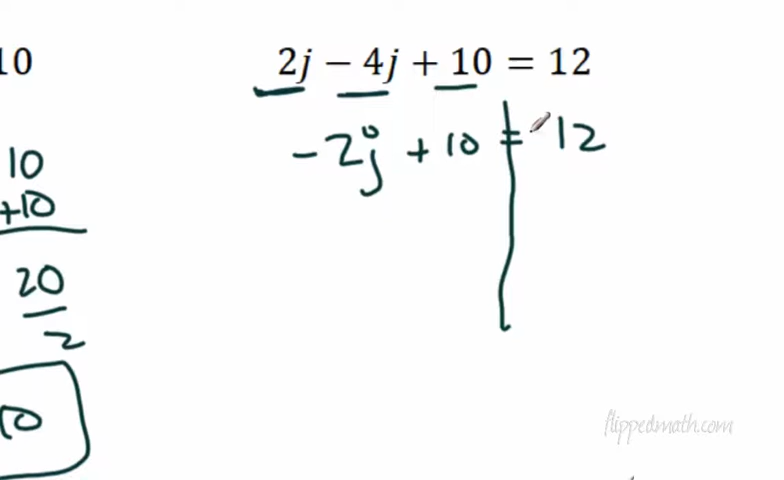 10
2j − 4j + 10 = 12
-2j + 10 = 12
10
+10
20
2
10
flippedmath.com